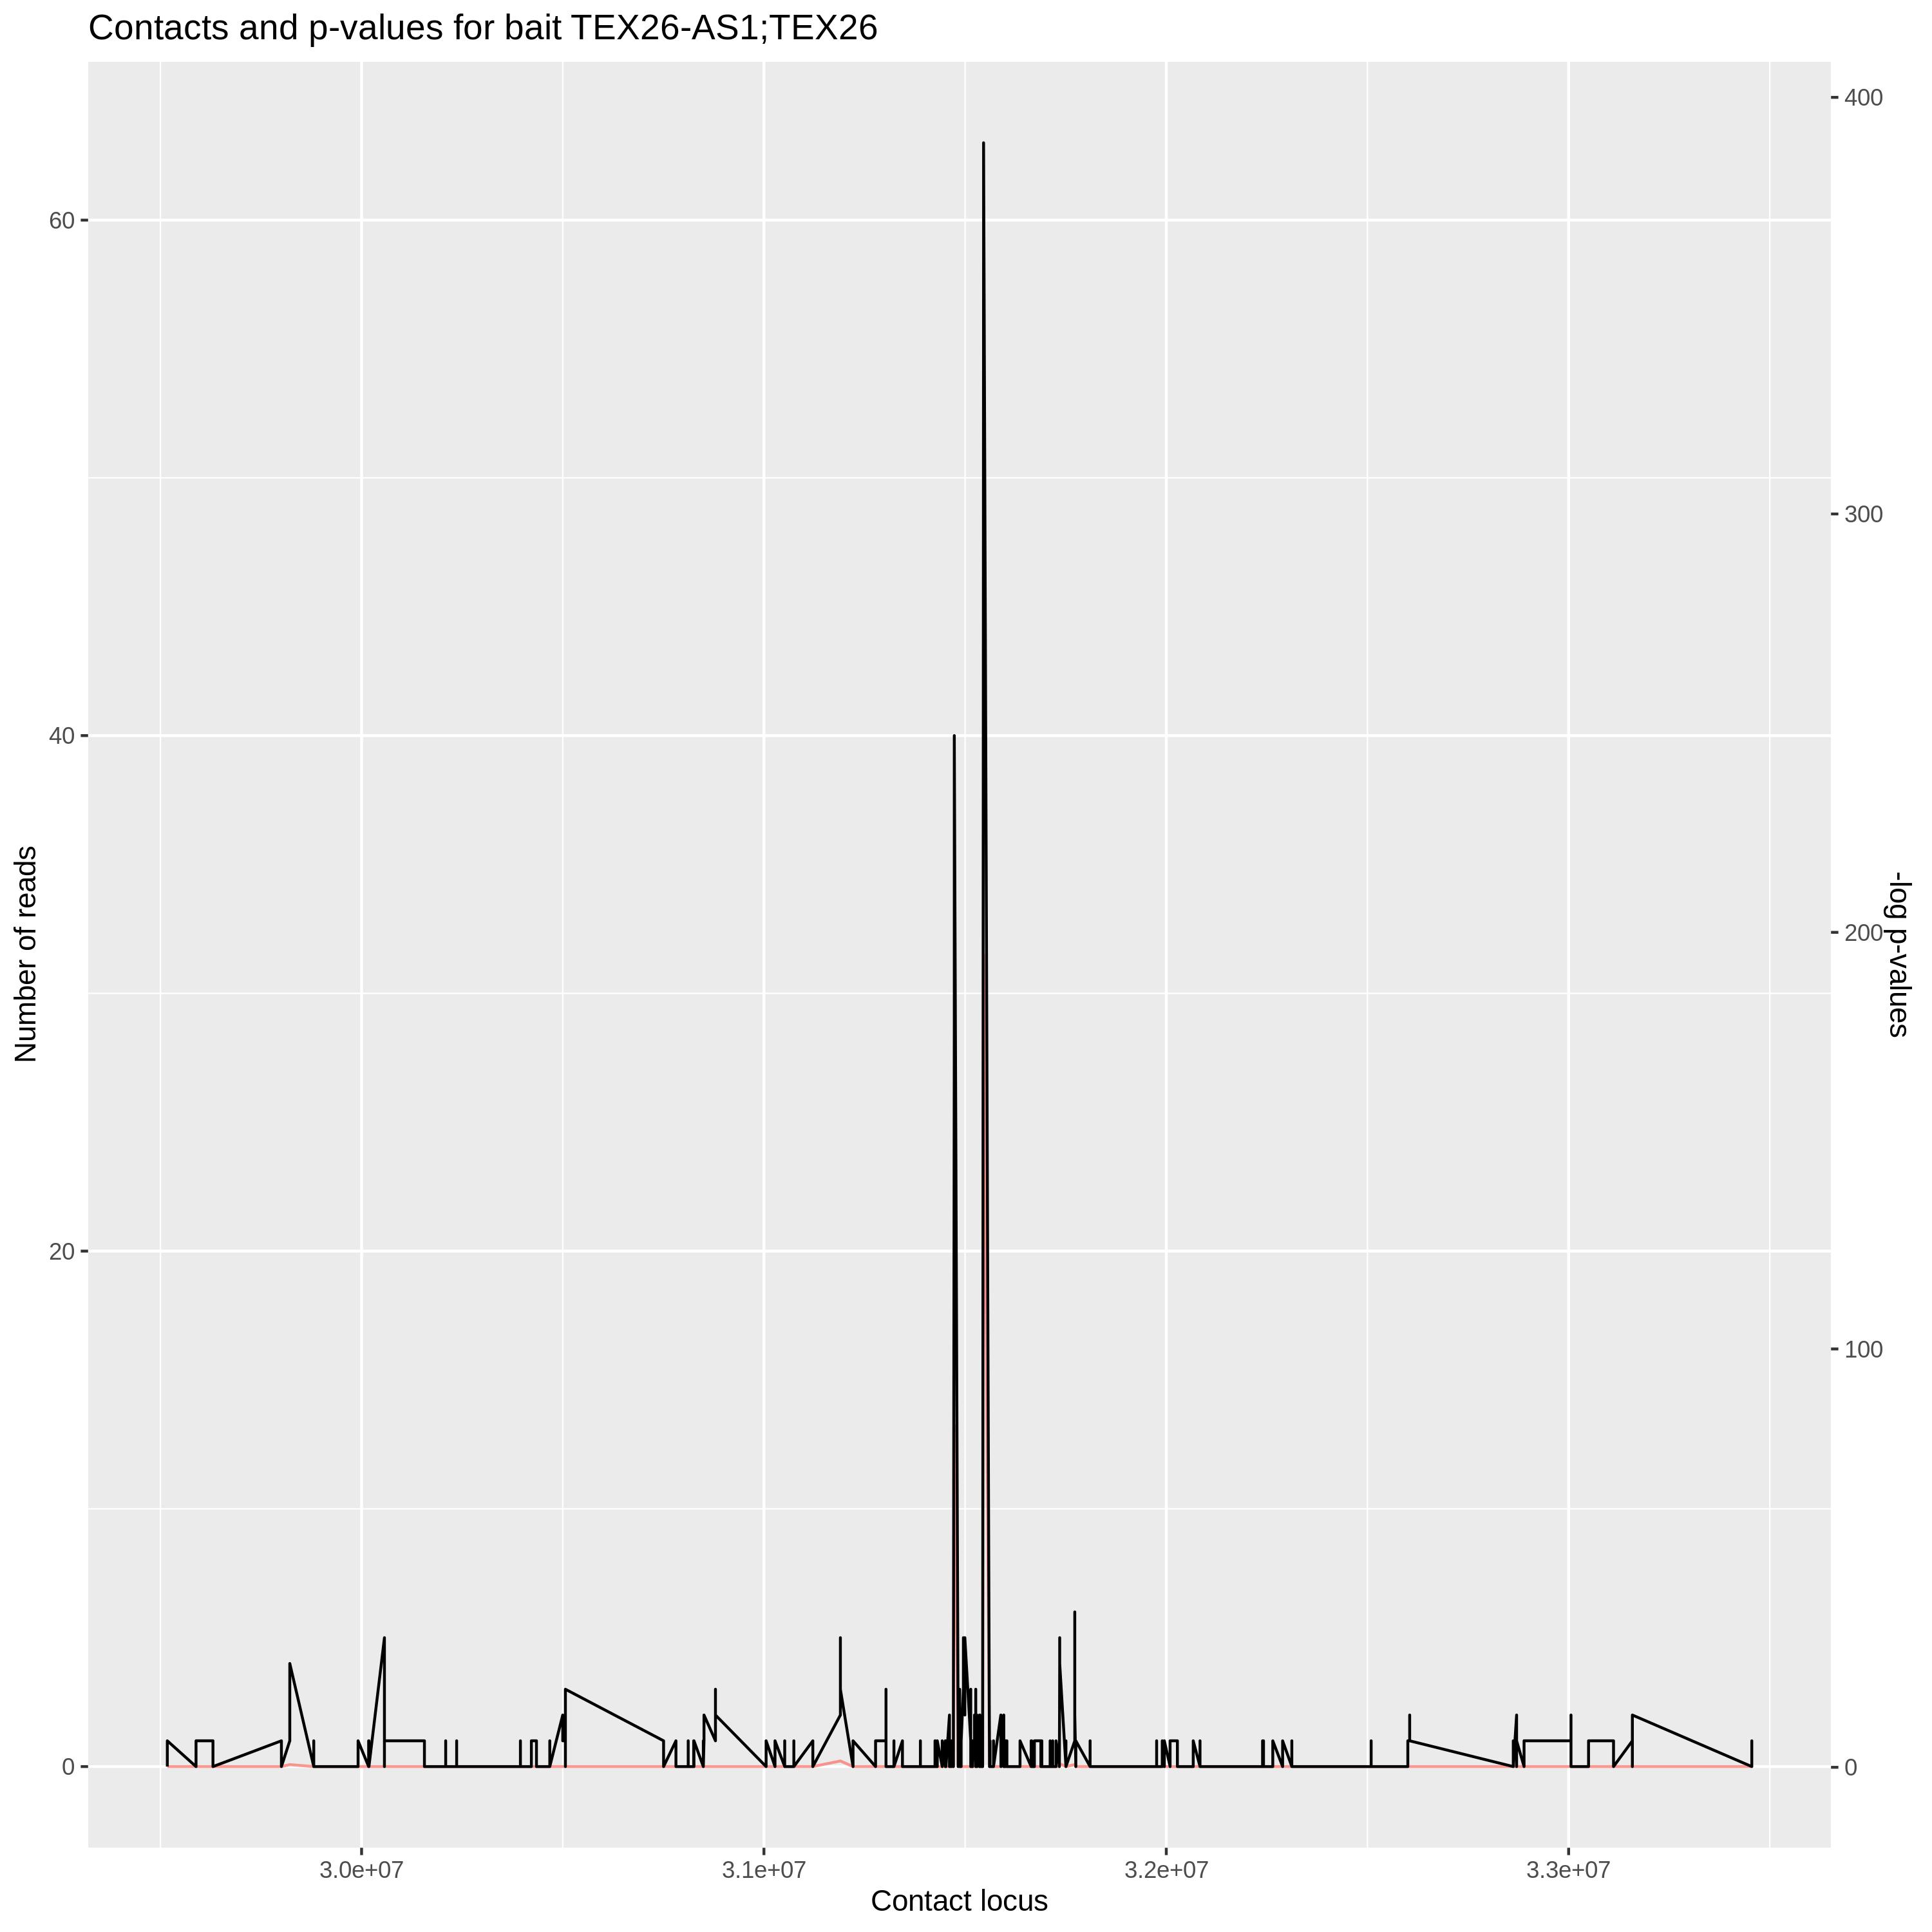 Contacts and p-values for bait TEX26-AS1;TEX26
60
40
20
0
Number of reads
400
300
200
100
0
-log p-values
3.0e+07
3.1e+07
3.2e+07
3.3e+07
Contact locus